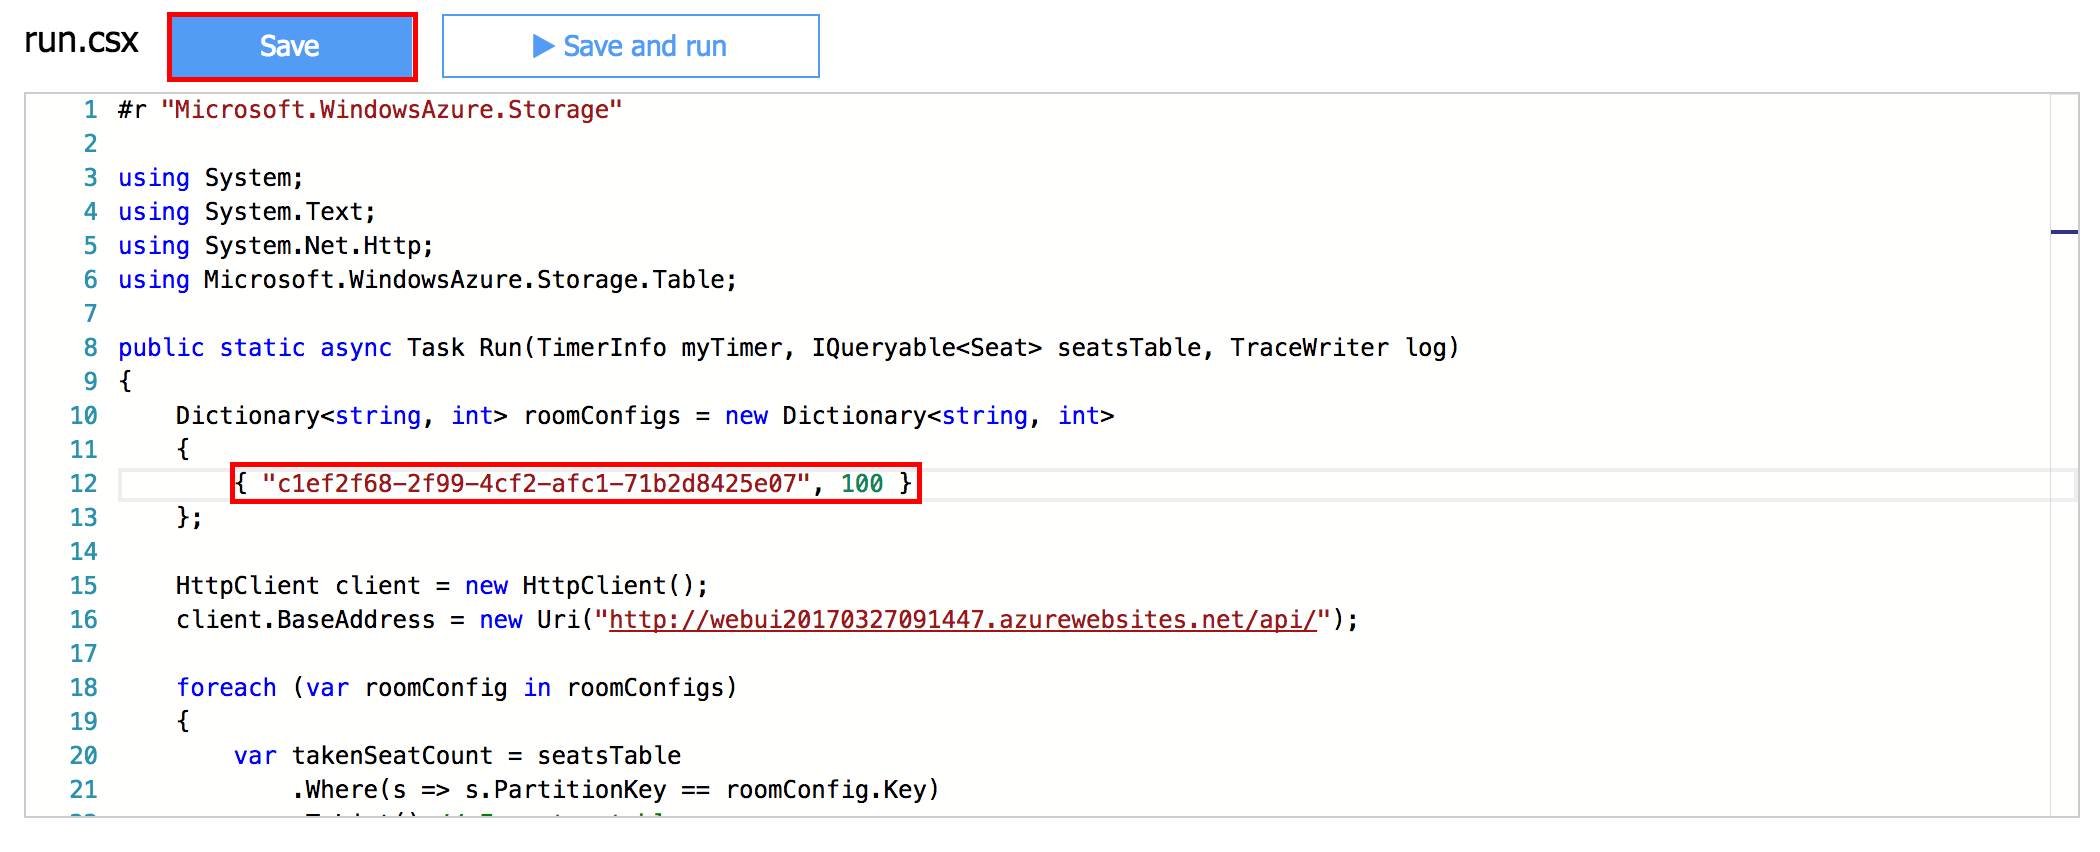 run.csx Save Save and run
1 #r "Microsoft.WindowsAzure.Storage"
2
3 using System;
4 using System.Text;
5 using System.Net.Http;
6 using Microsoft.WindowsAzure.Storage.Table;
7
8 public static async Task Run(TimerInfo myTimer, IQueryable<Seat> seatsTable, TraceWriter log)
9 {
10     Dictionary<string, int> roomConfigs = new Dictionary<string, int>
11     {
12         { "c1ef2f68-2f99-4cf2-afc1-71b2d8425e07", 100 }
13     };
14
15     HttpClient client = new HttpClient();
16     client.BaseAddress = new Uri("http://webui20170327091447.azurewebsites.net/api/");
17
18     foreach (var roomConfig in roomConfigs)
19     {
20         var takenSeatCount = seatsTable
21             .Where(s => s.PartitionKey == roomConfig.Key)